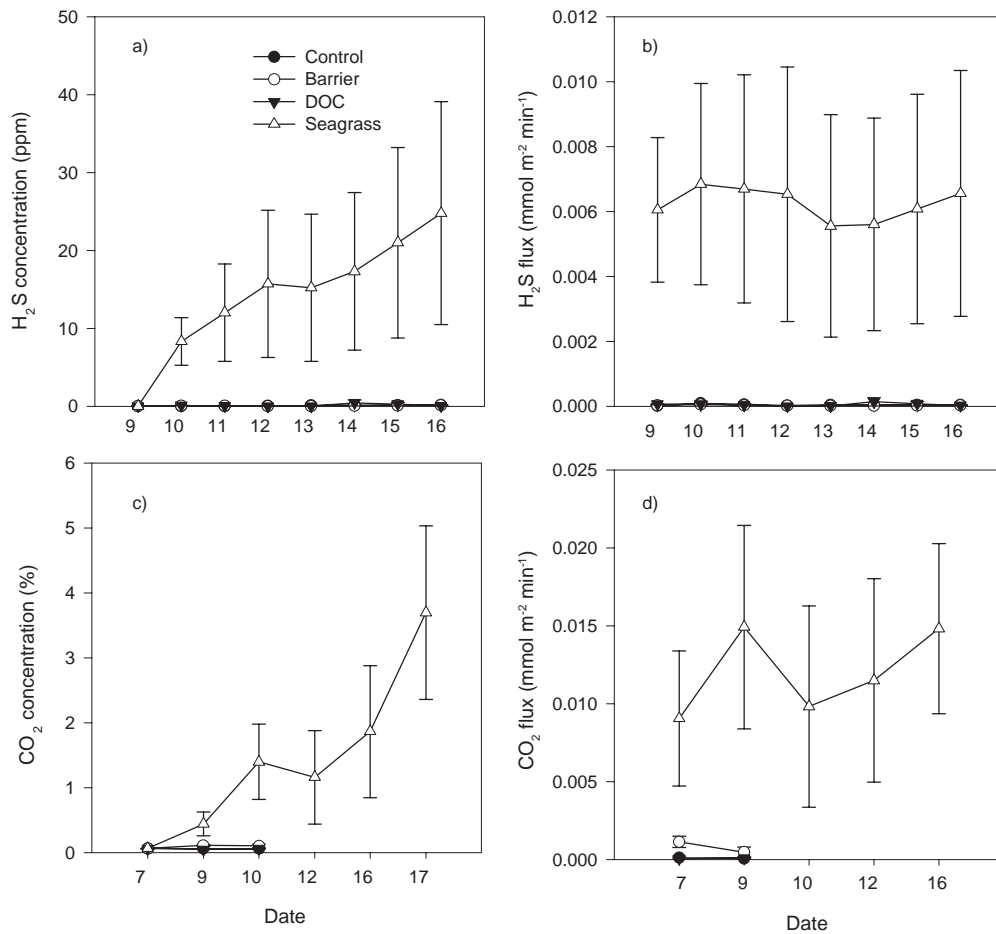 a)
Control
Barrier
DOC
Seagrass
H₂S concentration (ppm)
50
40
30
20
10
0
9 10 11 12 13 14 15 16
b)
H₂S flux (mmol m⁻² min⁻¹)
0.012
0.010
0.008
0.006
0.004
0.002
0.000
9 10 11 12 13 14 15 16
c)
CO₂ concentration (%)
6
5
4
3
2
1
0
7 9 10 12 16 17
Date
d)
CO₂ flux (mmol m⁻² min⁻¹)
0.025
0.020
0.015
0.010
0.005
0.000
7 9 10 12 16
Date